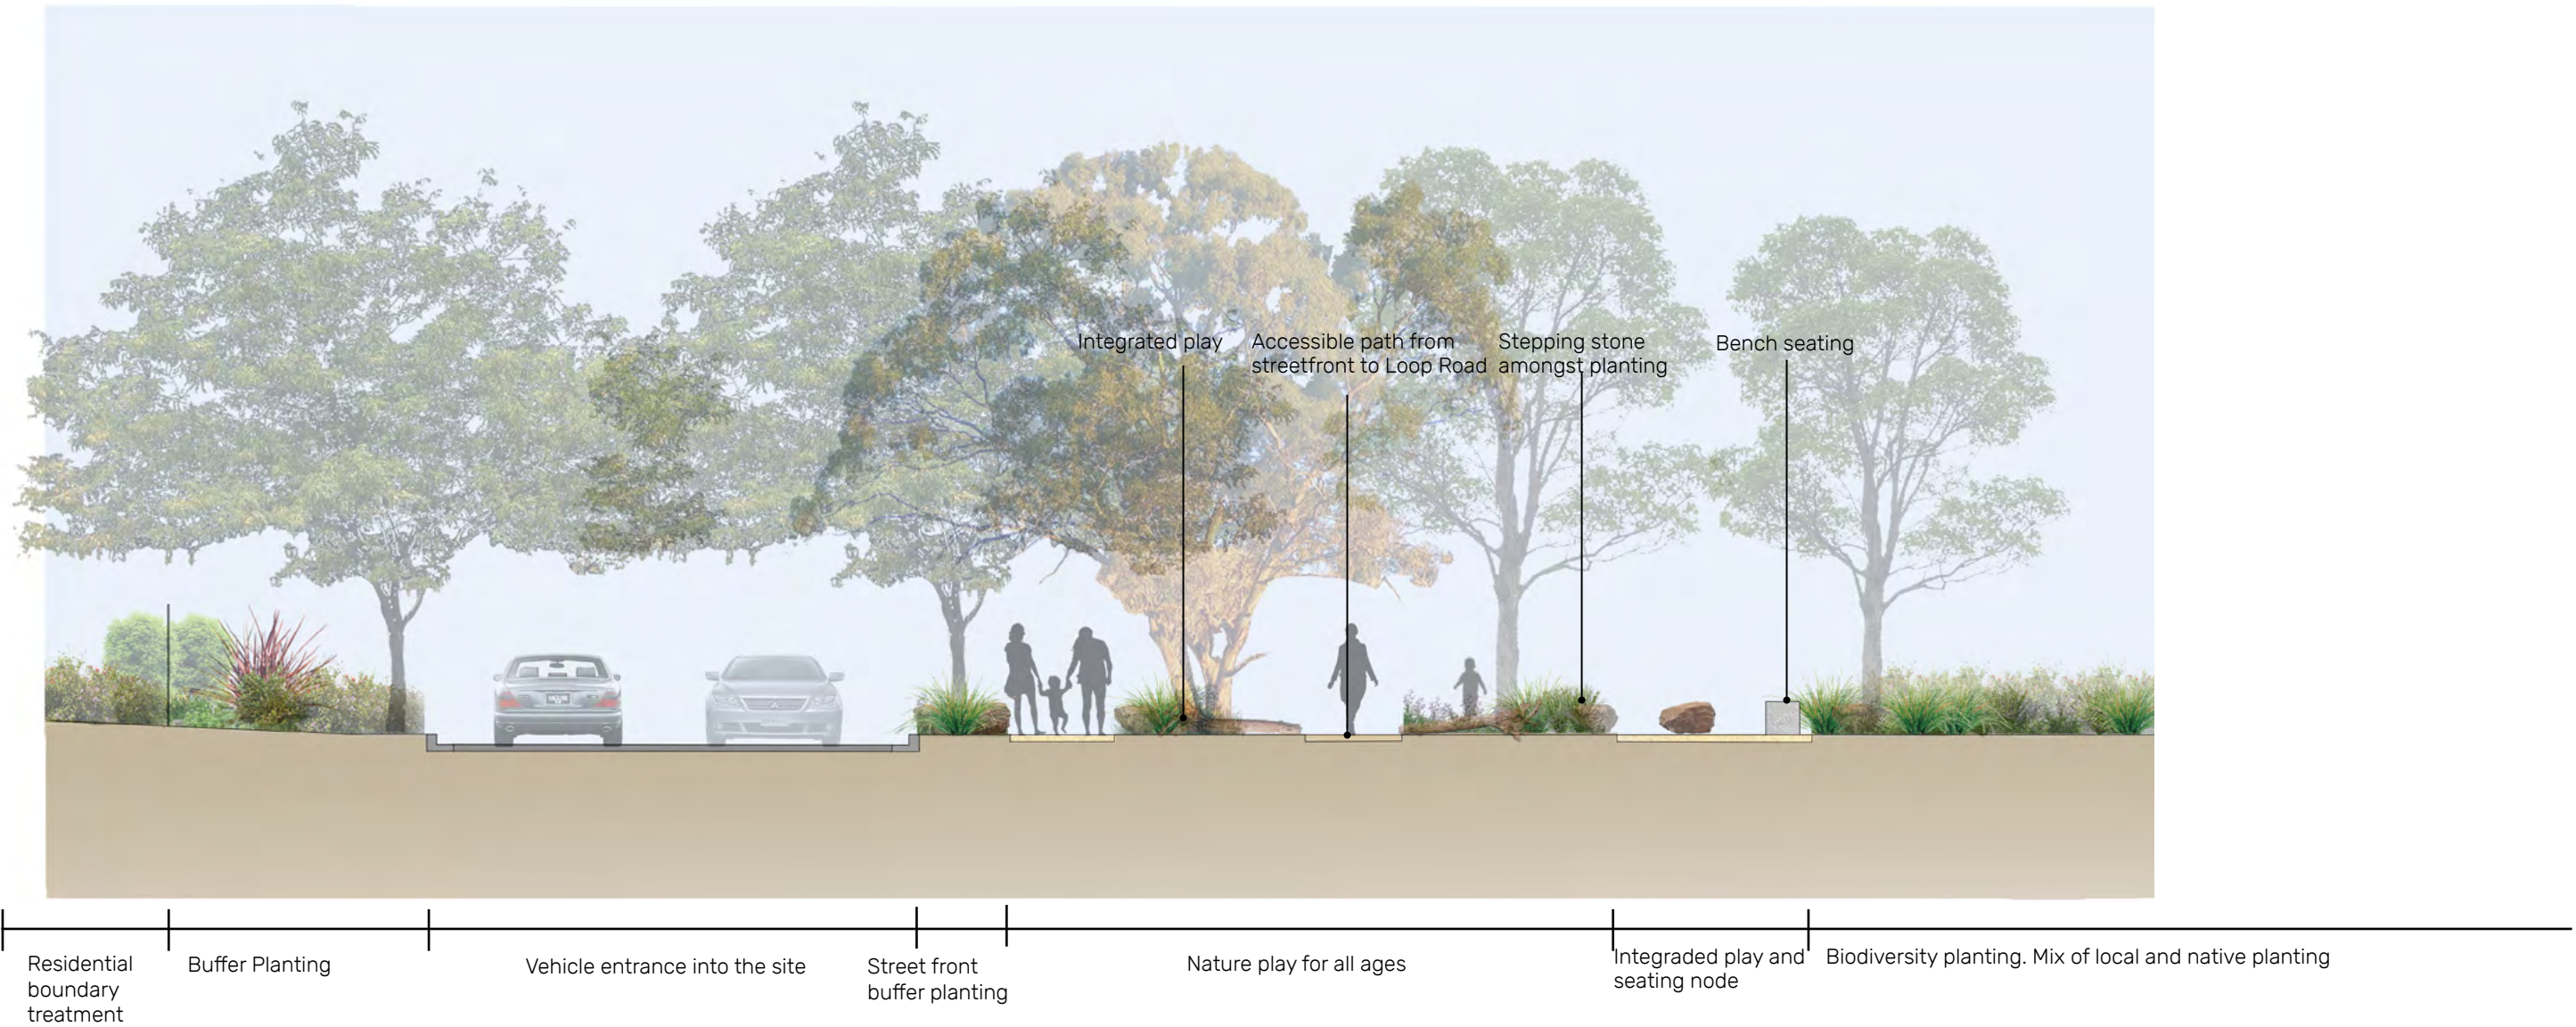 Integrated play
Accessible path from
streetfront to Loop Road
Stepping stone
amongst planting
Bench seating
Residential
boundary
treatment
Buffer Planting
Vehicle entrance into the site
Street front
buffer planting
Nature play for all ages
Integraded play and
seating node
Biodiversity planting. Mix of local and native planting